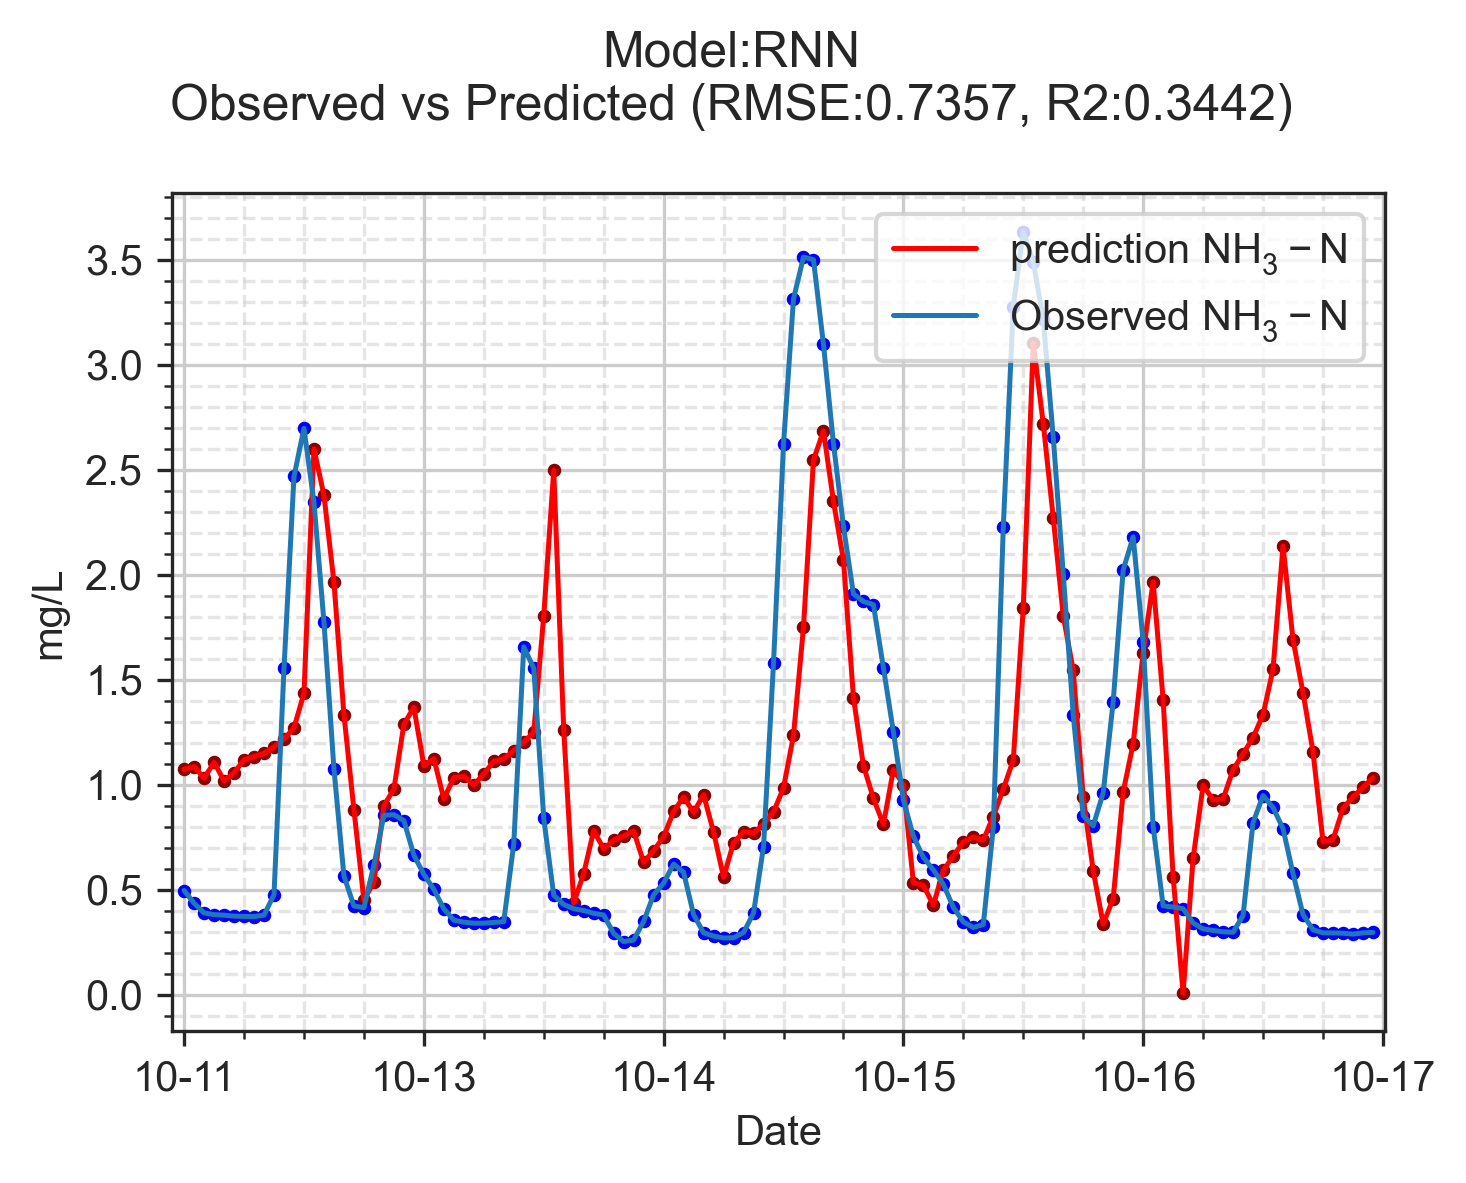 Model:RNN
Observed vs Predicted (RMSE:0.7357, R2:0.3442)
prediction NH₃ − N
Observed NH₃ − N
3.5
3.0
2.5
2.0
1.5
1.0
0.5
0.0
mg/L
10-11 10-13 10-14 10-15 10-16 10-17
Date